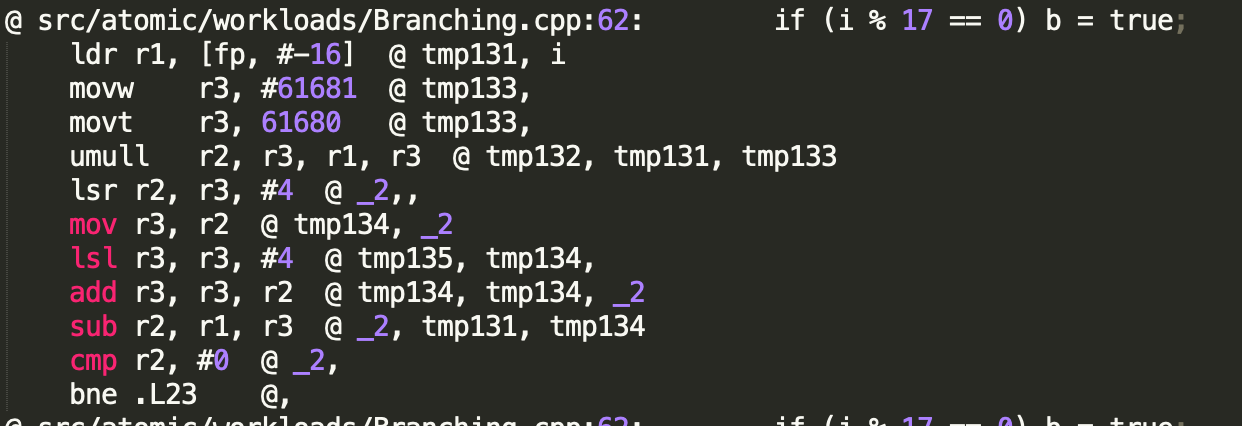 @ src/atomic/workloads/Branching.cpp:62:        if (i % 17 == 0) b = true;
ldr r1, [fp, #-16]  @ tmp131, i
movw    r3, #61681  @ tmp133,
movt    r3, 61680   @ tmp133,
umull   r2, r3, r1, r3  @ tmp132, tmp131, tmp133
lsr r2, r3, #4  @ _2,,
mov r3, r2  @ tmp134, _2
lsl r3, r3, #4  @ tmp135, tmp134,
add r3, r3, r2  @ tmp134, tmp134, _2
sub r2, r1, r3  @ _2, tmp131, tmp134
cmp r2, #0  @ _2,
bne .L23    @,
@ src/atomic/workloads/Branching.cpp:62:        if (i % 17 == 0) b = true;